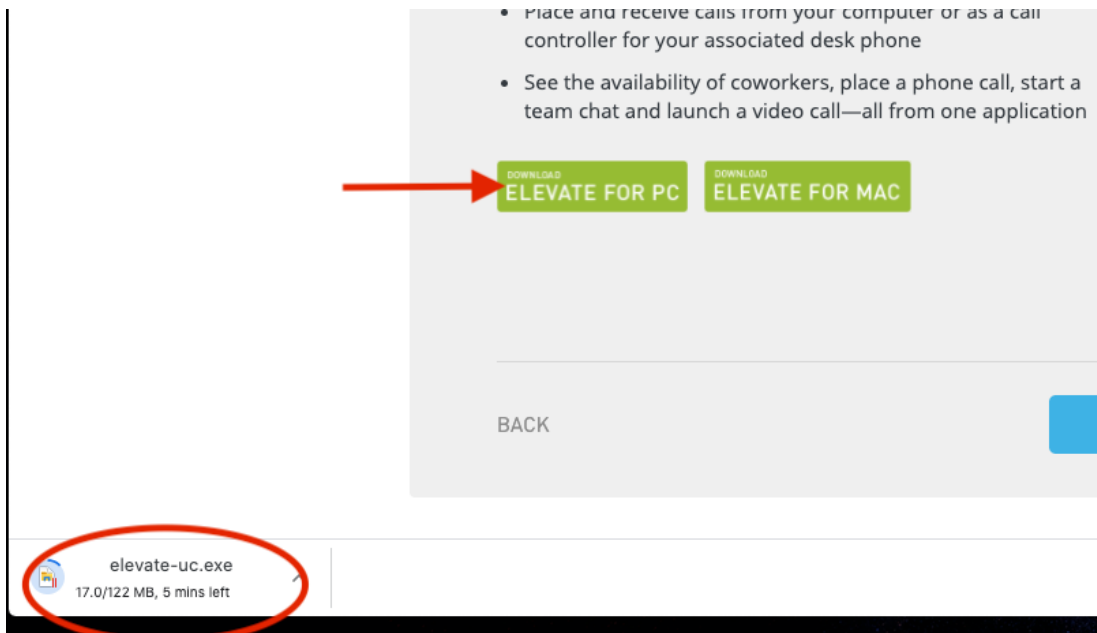 Place and receive calls from your computer or as a call
controller for your associated desk phone
See the availability of coworkers, place a phone call, start a
team chat and launch a video call—all from one application
DOWNLOAD
ELEVATE FOR PC
DOWNLOAD
ELEVATE FOR MAC
BACK
elevate-uc.exe
17.0/122 MB, 5 mins left